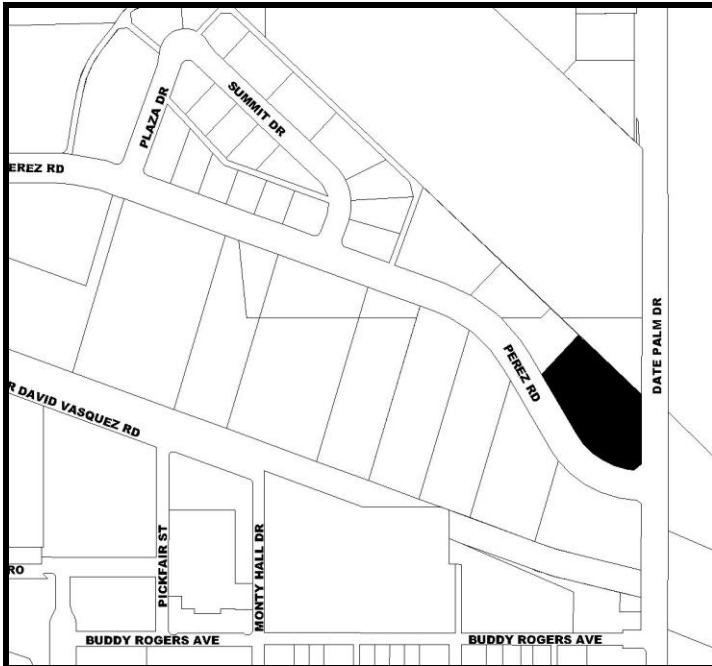 PLAZA DR
SUMMIT DR
EREZ RD
DATE PALM DR
PEREZ RD
R DAVID VASQUEZ RD
PICKFAIR ST
MONTY HALL DR
RO
BUDDY ROGERS AVE
BUDDY ROGERS AVE